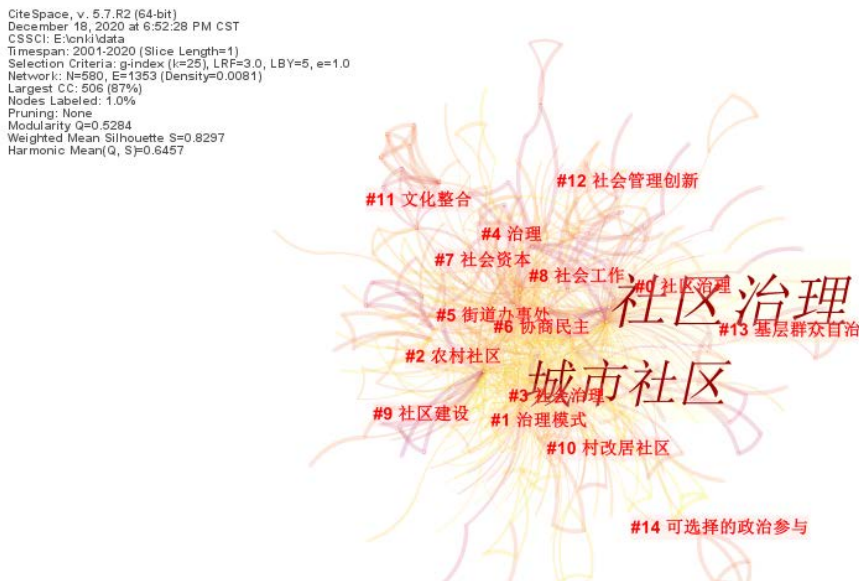 CiteSpace, v. 5.7.R2 (64-bit)
December 18, 2020 at 6:52:28 PM CST
CSSCI: E:\cnki\data
Timespan: 2001-2020 (Slice Length=1)
Selection Criteria: g-index (k=25), LRF=3.0, LBY=5, e=1.0
Network: N=580, E=1353 (Density=0.0081)
Largest CC: 506 (87%)
Nodes Labeled: 1.0%
Pruning: None
Modularity Q=0.5284
Weighted Mean Silhouette S=0.8297
Harmonic Mean(Q, S)=0.6457
#12 社会管理创新
#11 文化整合
#4 治理
#7 社会资本
#8 社会工作
#0 社区治理
社区治理
#5 街道办事处
#6 协商民主
#13 基层群众自治
#2 农村社区
城市社区
#3 社会治理
#9 社区建设
#1 治理模式
#10 村改居社区
#14 可选择的政治参与